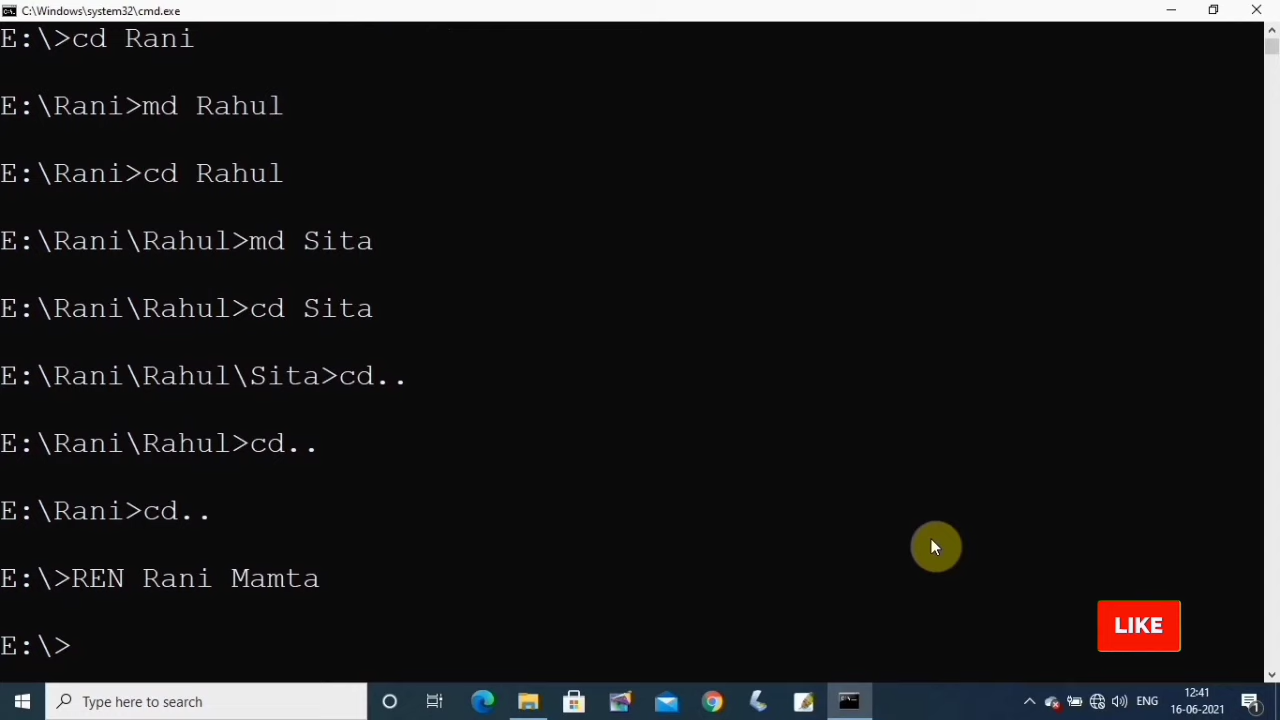 C:\Windows\system32\cmd.exe
E:\>cd Rani
E:\Rani>md Rahul
E:\Rani>cd Rahul
E:\Rani\Rahul>md Sita
E:\Rani\Rahul>cd Sita
E:\Rani\Rahul\Sita>cd..
E:\Rani\Rahul>cd..
E:\Rani>cd..
E:\>REN Rani Mamta
LIKE
E:\>
Type here to search
ENG
12:41
16-06-2021
1